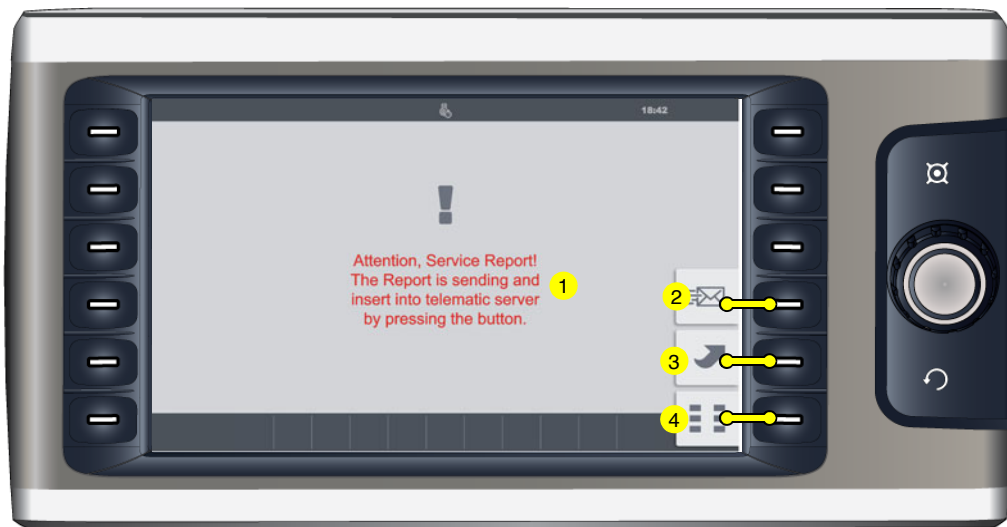 18:42
Attention, Service Report!
The Report is sending and
insert into telematic server
by pressing the button.
1
2
3
4